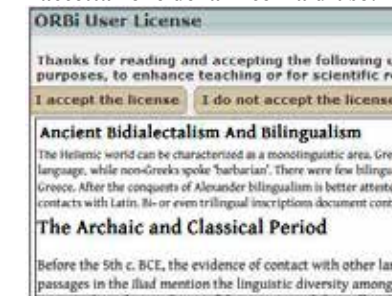 ORBi User License
Thanks for reading and accepting the following u
purposes, to enhance teaching or for scientific re
I accept the license
I do not accept the license
Ancient Bidialectalism And Bilingualism
The Hellenic world can be characterized as a monolinguistic area. Gre
language, while non-Greeks spoke 'barbarian'. There were few bilingu
Greece. After the conquests of Alexander bilingualism is better attest
contacts with Latin. Bi- or even trilingual inscriptions document cont
The Archaic and Classical Period
Before the 5th c. BCE, the evidence of contact with other lan
passages in the Iliad mention the linguistic diversity among